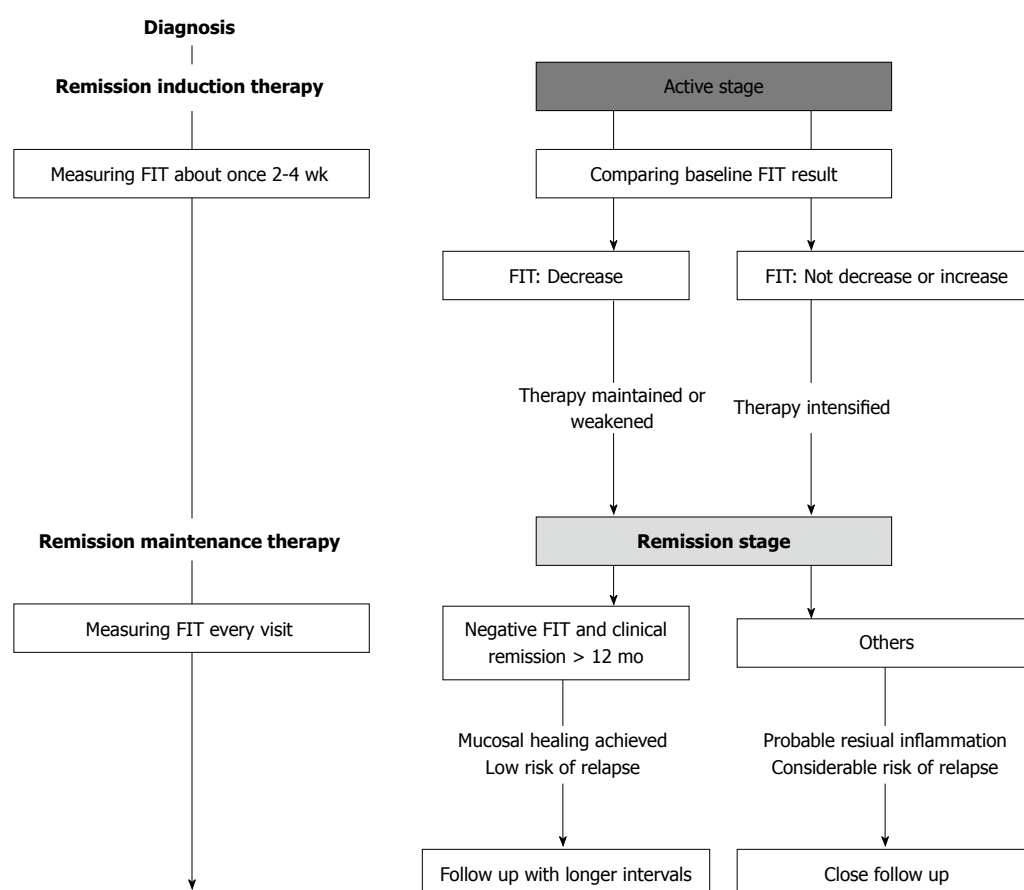 Diagnosis
Remission induction therapy
Active stage
Measuring FIT about once 2-4 wk
Comparing baseline FIT result
FIT: Decrease
FIT: Not decrease or increase
Therapy maintained or
weakened
Therapy intensified
Remission maintenance therapy
Remission stage
Measuring FIT every visit
Negative FIT and clinical
remission > 12 mo
Others
Mucosal healing achieved
Low risk of relapse
Probable resiual inflammation
Considerable risk of relapse
Follow up with longer intervals
Close follow up